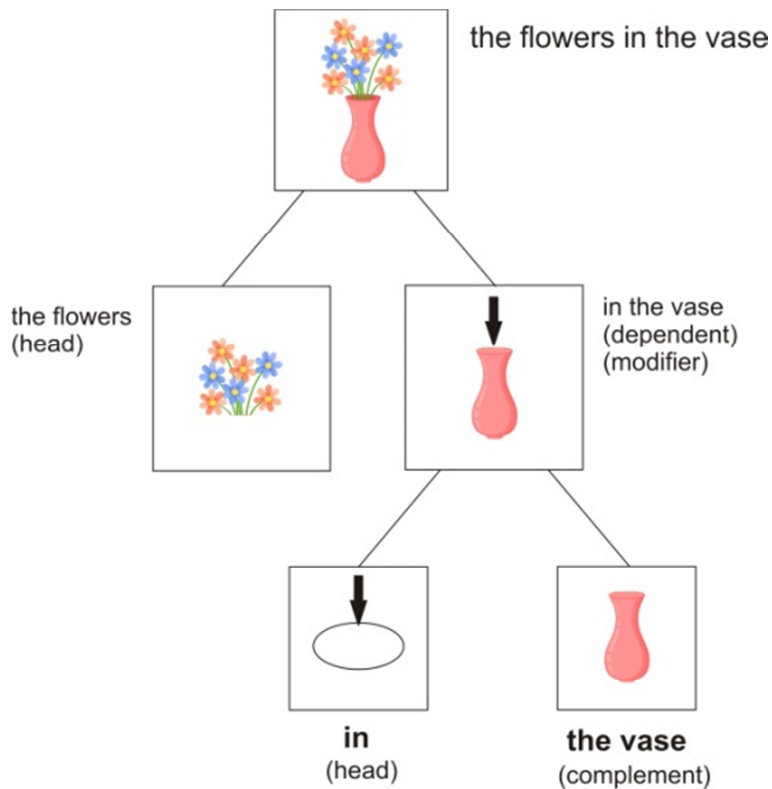 the flowers in the vase
the flowers
(head)
in the vase
(dependent)
(modifier)
in
(head)
the vase
(complement)